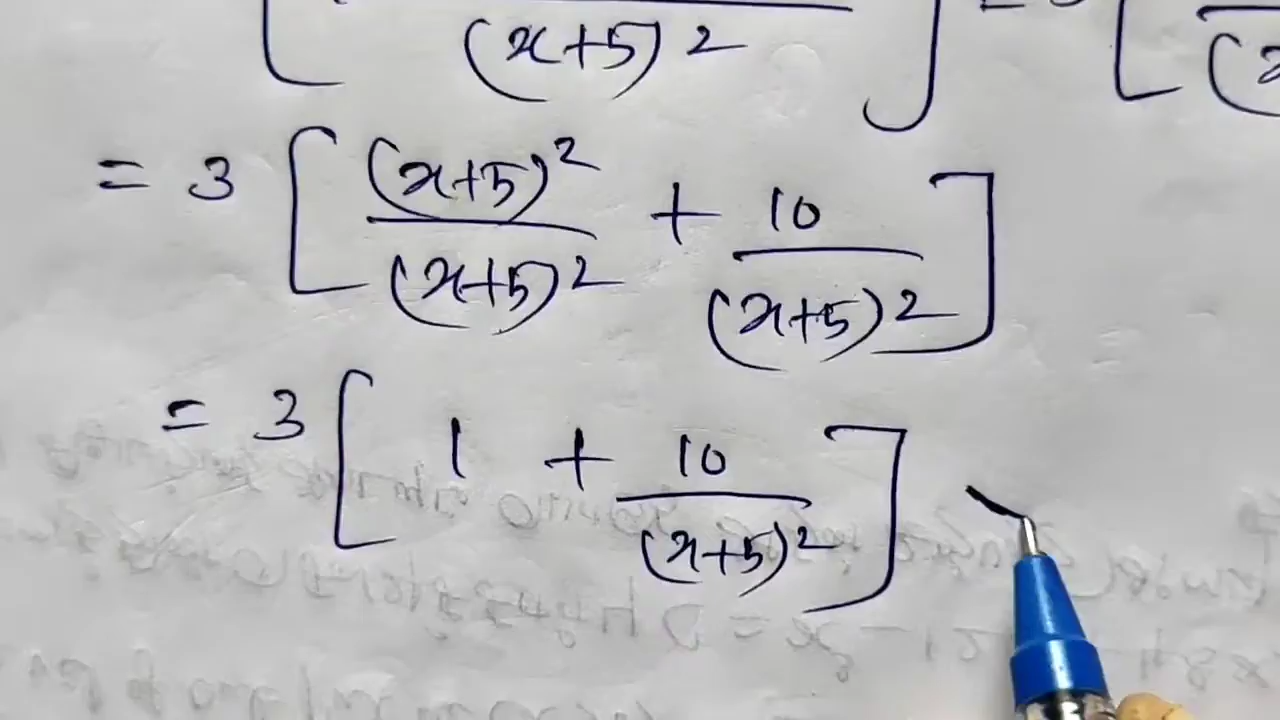 (x+5)²
= 3 [ (x+5)² / (x+5)² + 10 / (x+5)² ]
= 3 [ 1 + 10 / (x+5)² ]